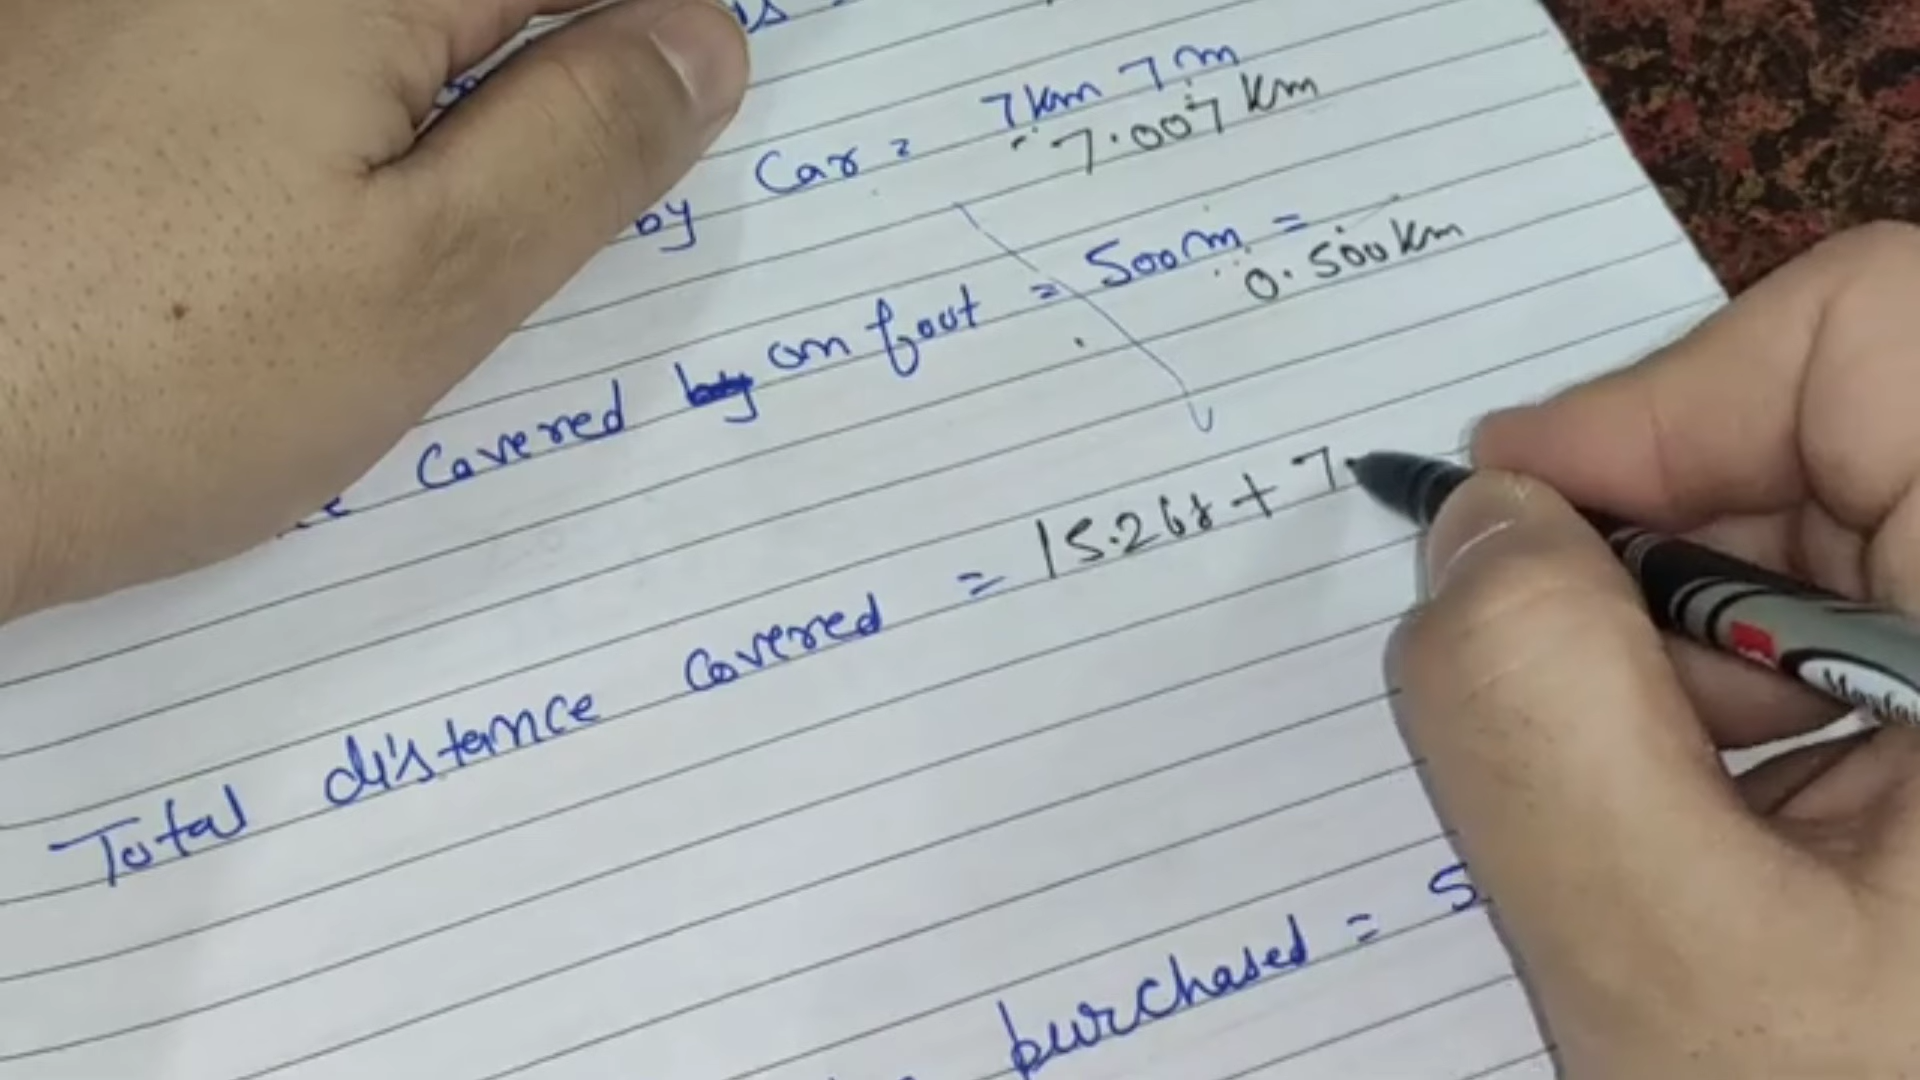 by Car = 7km 7m
7.007 km
Covered by on foot = 500m =
0.500 km
Total distance covered = 15.268 + 7.
purchased = 5